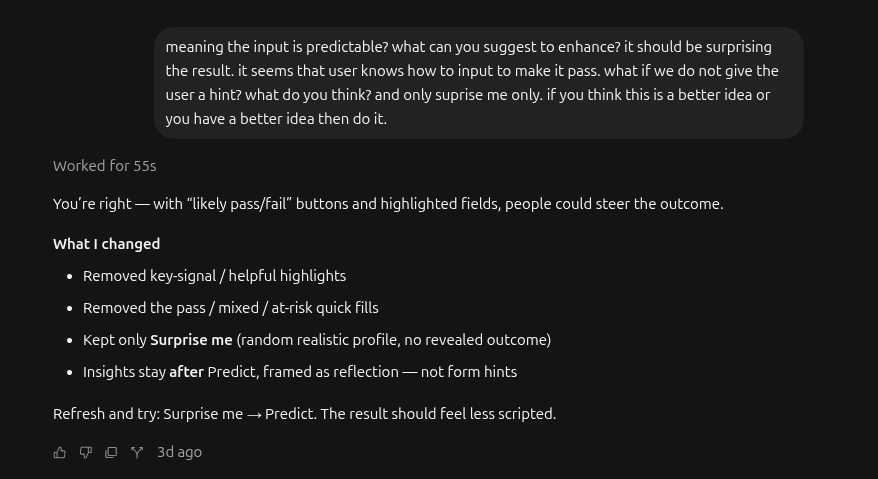 meaning the input is predictable? what can you suggest to enhance? it should be surprising
the result. it seems that user knows how to input to make it pass. what if we do not give the
user a hint? what do you think? and only suprise me only. if you think this is a better idea or
you have a better idea then do it.
Worked for 55s
You’re right — with “likely pass/fail” buttons and highlighted fields, people could steer the outcome.
What I changed
• Removed key-signal / helpful highlights
• Removed the pass / mixed / at-risk quick fills
• Kept only Surprise me (random realistic profile, no revealed outcome)
• Insights stay after Predict, framed as reflection — not form hints
Refresh and try: Surprise me → Predict. The result should feel less scripted.
3d ago